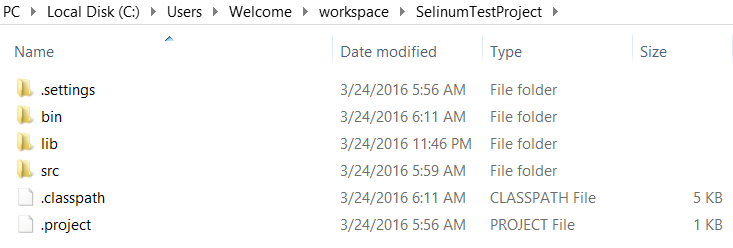 PC › Local Disk (C:) › Users › Welcome › workspace › SelinumTestProject ›
Name Date modified Type Size
.settings 3/24/2016 5:56 AM File folder
bin 3/24/2016 6:11 AM File folder
lib 3/24/2016 11:46 PM File folder
src 3/24/2016 5:59 AM File folder
.classpath 3/24/2016 6:11 AM CLASSPATH File 5 KB
.project 3/24/2016 5:56 AM PROJECT File 1 KB